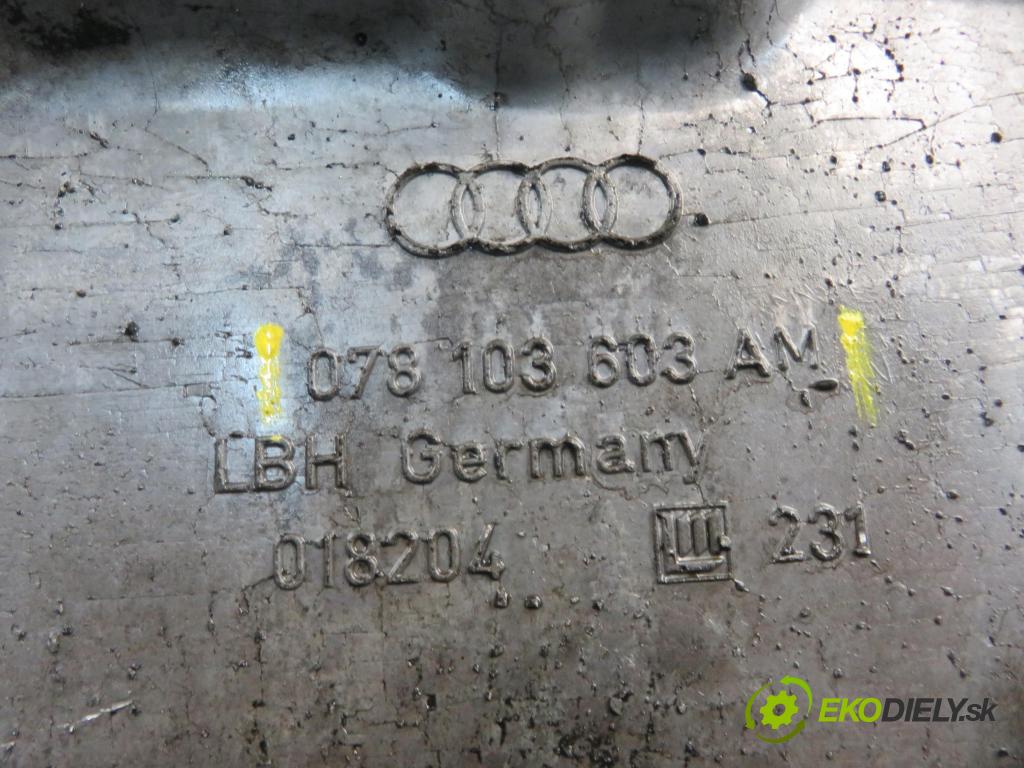 078 103 603 AM
LBH Germany
018204 231
EKODIELY.sk